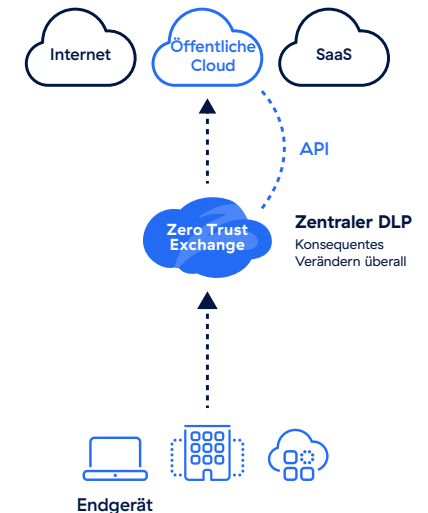 Internet
Öffentliche
Cloud
SaaS
API
Zero Trust
Exchange
Zentraler DLP
Konsequentes
Verändern überall
Endgerät